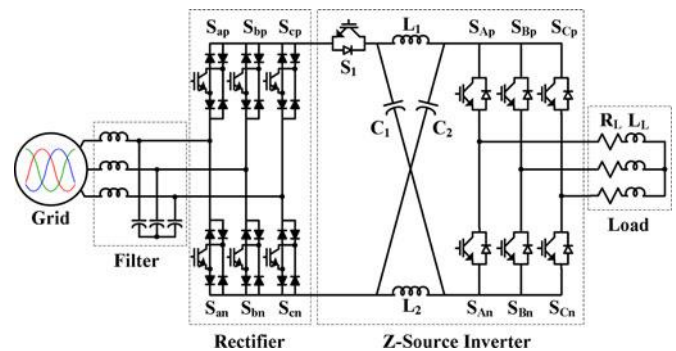 Sap Sbp Scp
S1
L1
SAp SBp SCp
C1 C2
RL LL
Grid
Load
Filter
San Sbn Scn
L2
SAn SBn SCn
Rectifier
Z-Source Inverter